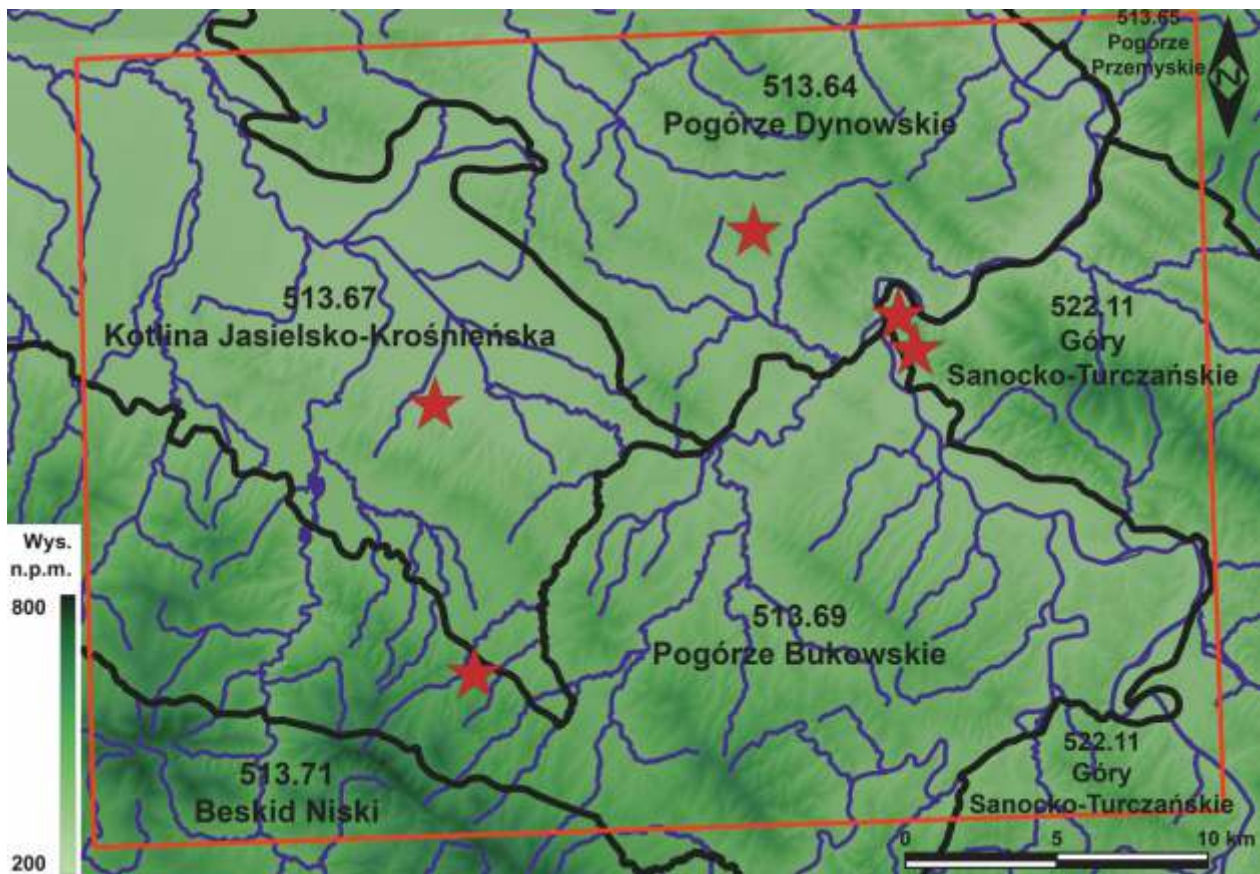 513.65
Pogórze
Przemyskie
N
513.64
Pogórze Dynowskie
513.67
Kotlina Jasielsko-Krośnieńska
522.11
Góry
Sanocko-Turczańskie
Wys.
n.p.m.
800
200
513.69
Pogórze Bukowskie
513.71
Beskid Niski
522.11
Góry
Sanocko-Turczańskie
0 5 10 km